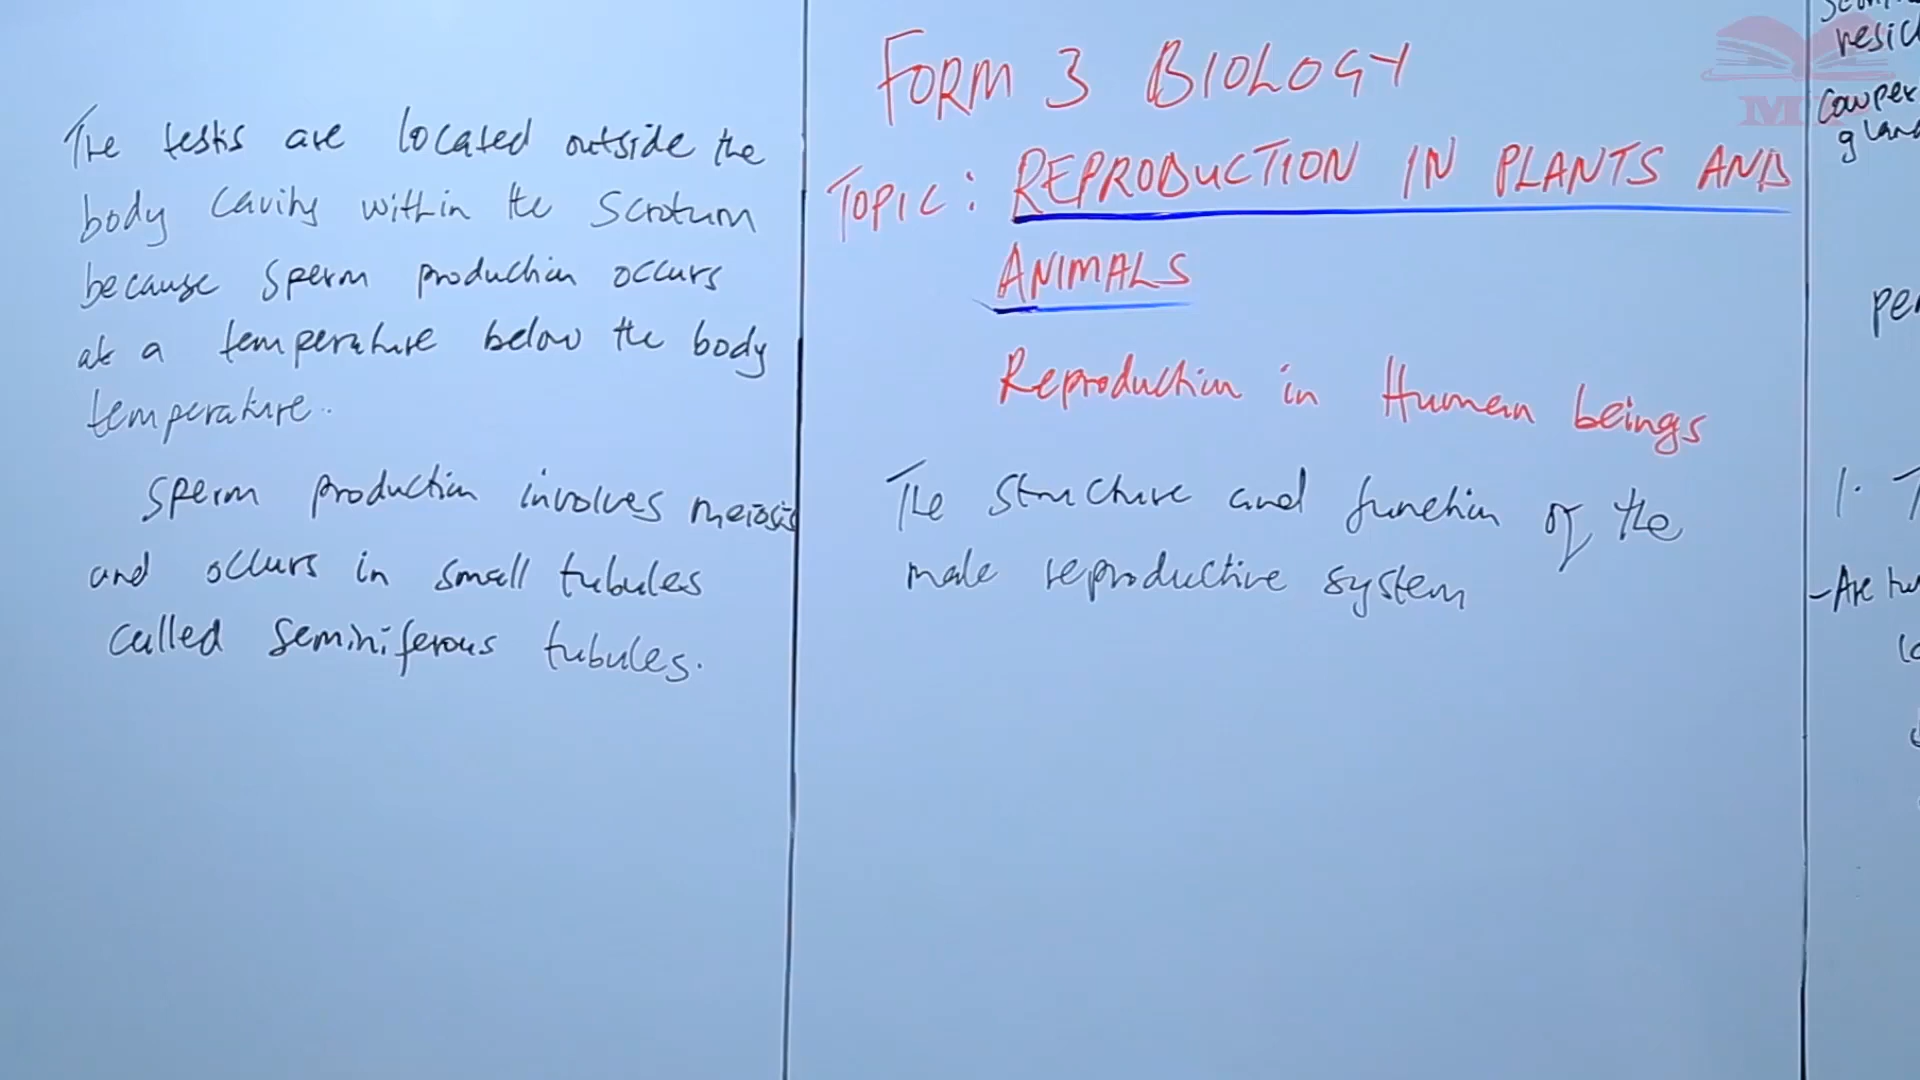 The testis are located outside the
body cavity within the Scrotum
because sperm production occurs
at a temperature below the body
temperature.
Sperm production involves meiosis
and occurs in small tubules
called seminiferous tubules.
FORM 3 BIOLOGY
TOPIC: REPRODUCTION IN PLANTS AND
ANIMALS
Reproduction in Human beings
The structure and function of the
male reproductive system
Cowper
gland
1.
- Are